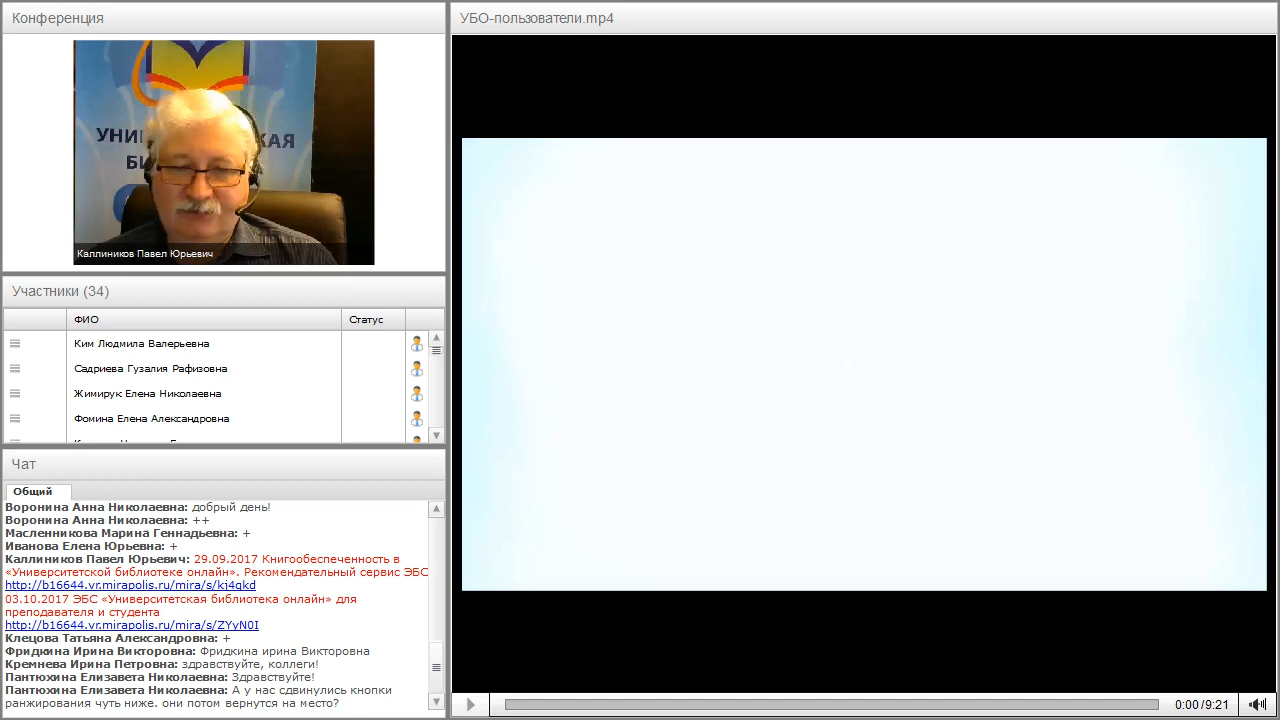 Конференция
УБО-пользователи.mp4
Каллиников Павел Юрьевич
Участники (34)
ФИО
Статус
Ким Людмила Валерьевна
Садриева Гузалия Рафизовна
Жимирук Елена Николаевна
Фомина Елена Александровна
Чат
Общий
Воронина Анна Николаевна: добрый день!
Воронина Анна Николаевна: ++
Масленникова Марина Геннадьевна: +
Иванова Елена Юрьевна: +
Каллиников Павел Юрьевич: 29.09.2017 Книгообеспеченность в
«Университетской библиотеке онлайн». Рекомендательный сервис ЭБС
http://b16644.vr.mirapolis.ru/mira/s/kj4qkd
03.10.2017 ЭБС «Университетская библиотека онлайн» для
преподавателя и студента
http://b16644.vr.mirapolis.ru/mira/s/ZYyN0I
Клецова Татьяна Александровна: +
Фридкина Ирина Викторовна: Фридкина ирина Викторовна
Кремнева Ирина Петровна: здравствуйте, коллеги!
Пантюхина Елизавета Николаевна: Здравствуйте!
Пантюхина Елизавета Николаевна: А у нас сдвинулись кнопки
ранжирования чуть ниже. они потом вернутся на место?
0:00/9:21